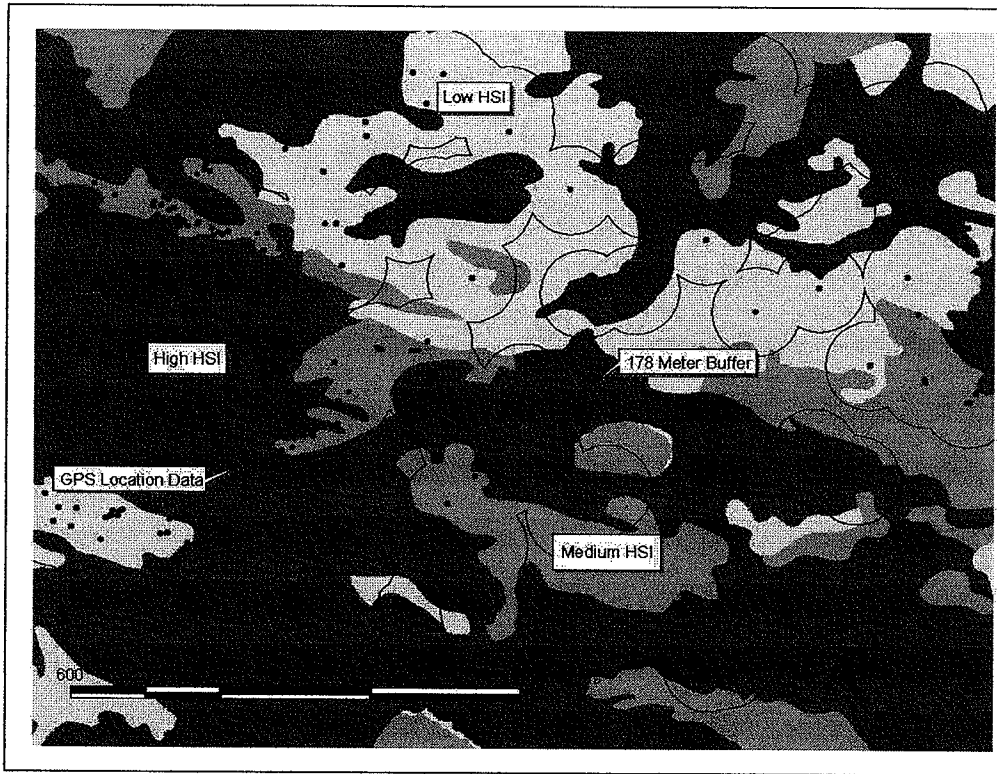 Low HSI
High HSI
178 Meter Buffer
GPS Location Data
Medium HSI
600